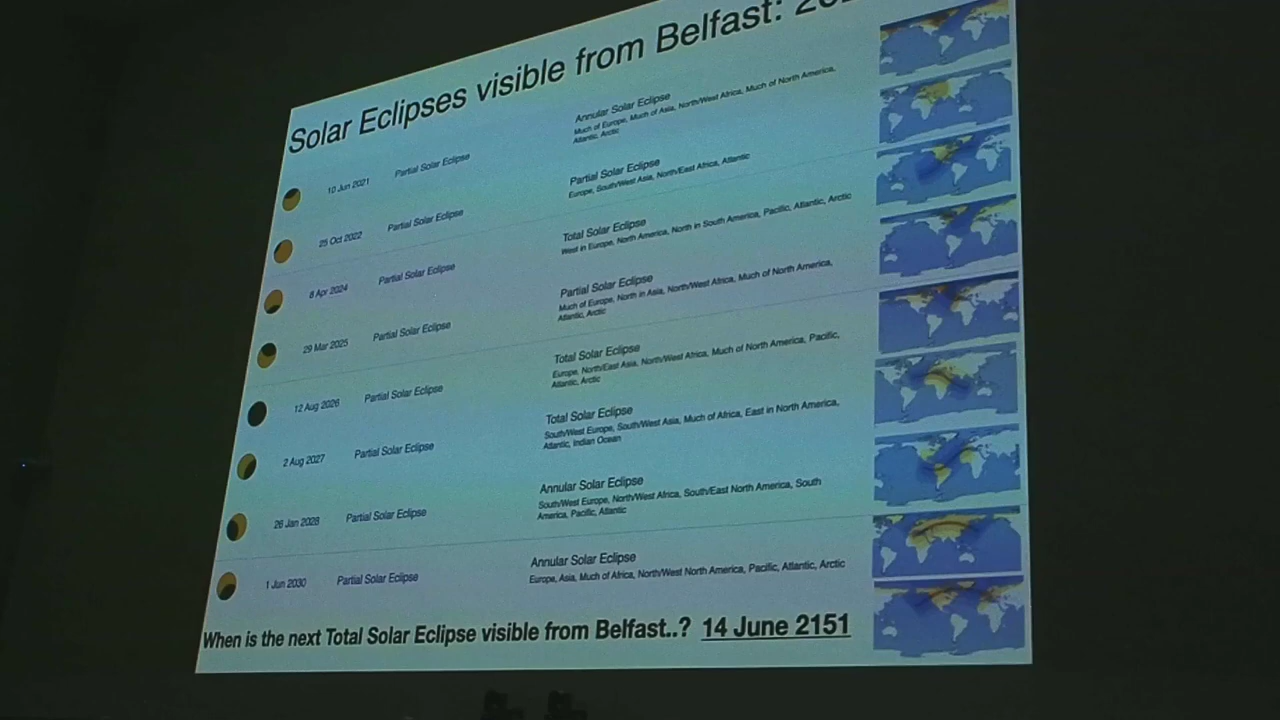 Solar Eclipses visible from Belfast:
10 Jun 2021 Partial Solar Eclipse Annular Solar Eclipse
Much of Europe, Much of Asia, North/West Africa, Much of North America,
Atlantic, Arctic
25 Oct 2022 Partial Solar Eclipse Partial Solar Eclipse
Europe, South/West Asia, North/East Africa, Atlantic
8 Apr 2024 Partial Solar Eclipse Total Solar Eclipse
West in Europe, North America, North in South America, Pacific, Atlantic, Arctic
29 Mar 2025 Partial Solar Eclipse Partial Solar Eclipse
Much of Europe, North in Asia, North/West Africa, Much of North America,
Atlantic, Arctic
12 Aug 2026 Partial Solar Eclipse Total Solar Eclipse
Europe, North/East Asia, North/West Africa, Much of North America, Pacific,
Atlantic, Arctic
2 Aug 2027 Partial Solar Eclipse Total Solar Eclipse
South/West Europe, South/West Asia, Much of Africa, East in North America,
Atlantic, Indian Ocean
26 Jan 2028 Partial Solar Eclipse Annular Solar Eclipse
South/West Europe, North/West Africa, South/East North America, South
America, Pacific, Atlantic
1 Jun 2030 Partial Solar Eclipse Annular Solar Eclipse
Europe, Asia, Much of Africa, North/West North America, Pacific, Atlantic, Arctic
When is the next Total Solar Eclipse visible from Belfast..? 14 June 2151